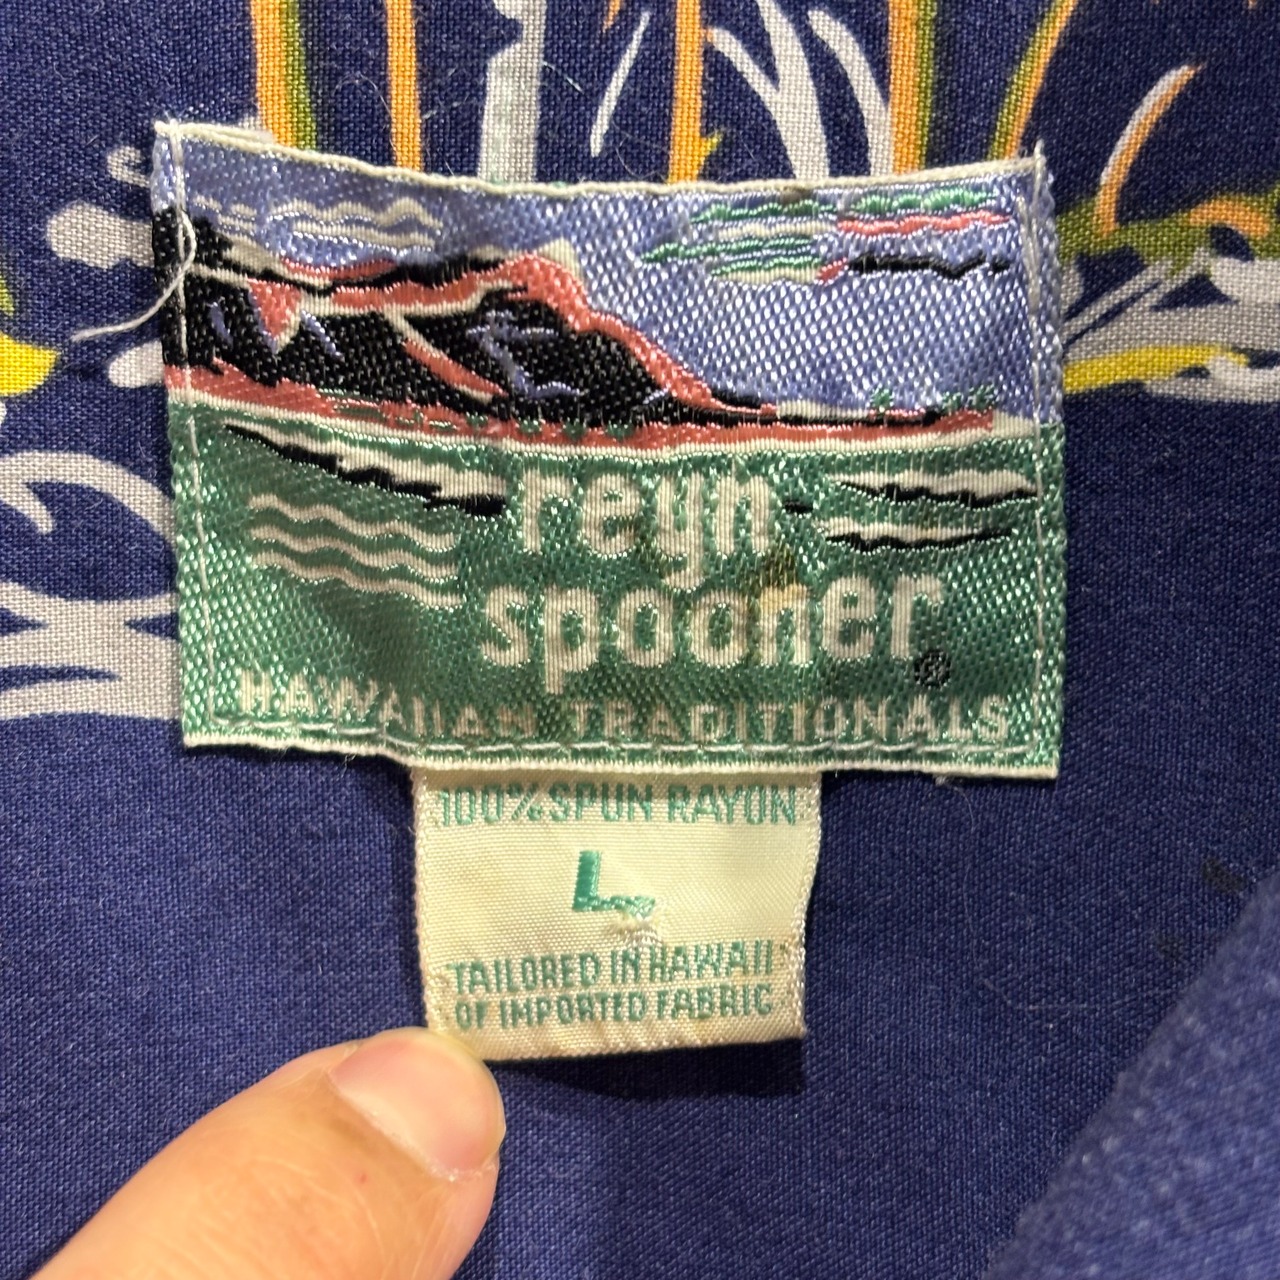 reyn
spooner®
HAWAIIAN TRADITIONALS
100% SPUN RAYON
L
TAILORED IN HAWAII
OF IMPORTED FABRIC